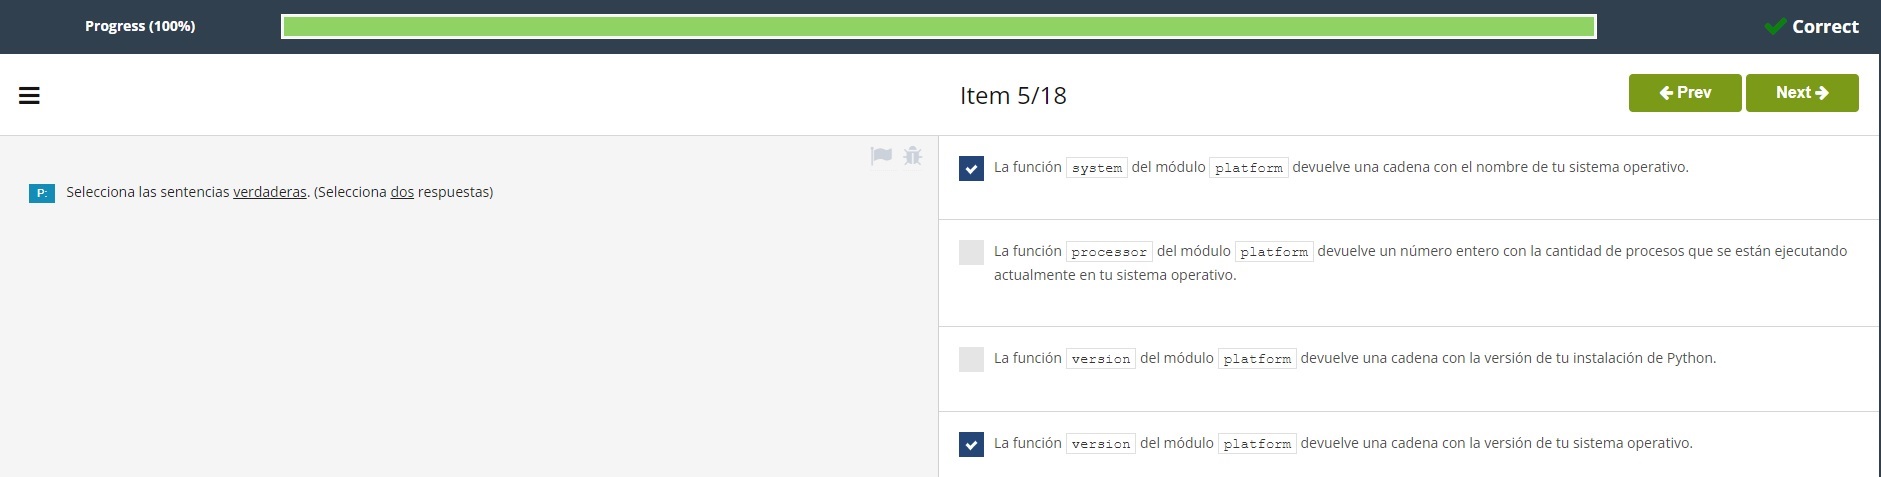 Progress (100%)
Correct
Item 5/18
Prev
Next
P: Selecciona las sentencias verdaderas. (Selecciona dos respuestas)
La función system del módulo platform devuelve una cadena con el nombre de tu sistema operativo.
La función processor del módulo platform devuelve un número entero con la cantidad de procesos que se están ejecutando
actualmente en tu sistema operativo.
La función version del módulo platform devuelve una cadena con la versión de tu instalación de Python.
La función version del módulo platform devuelve una cadena con la versión de tu sistema operativo.